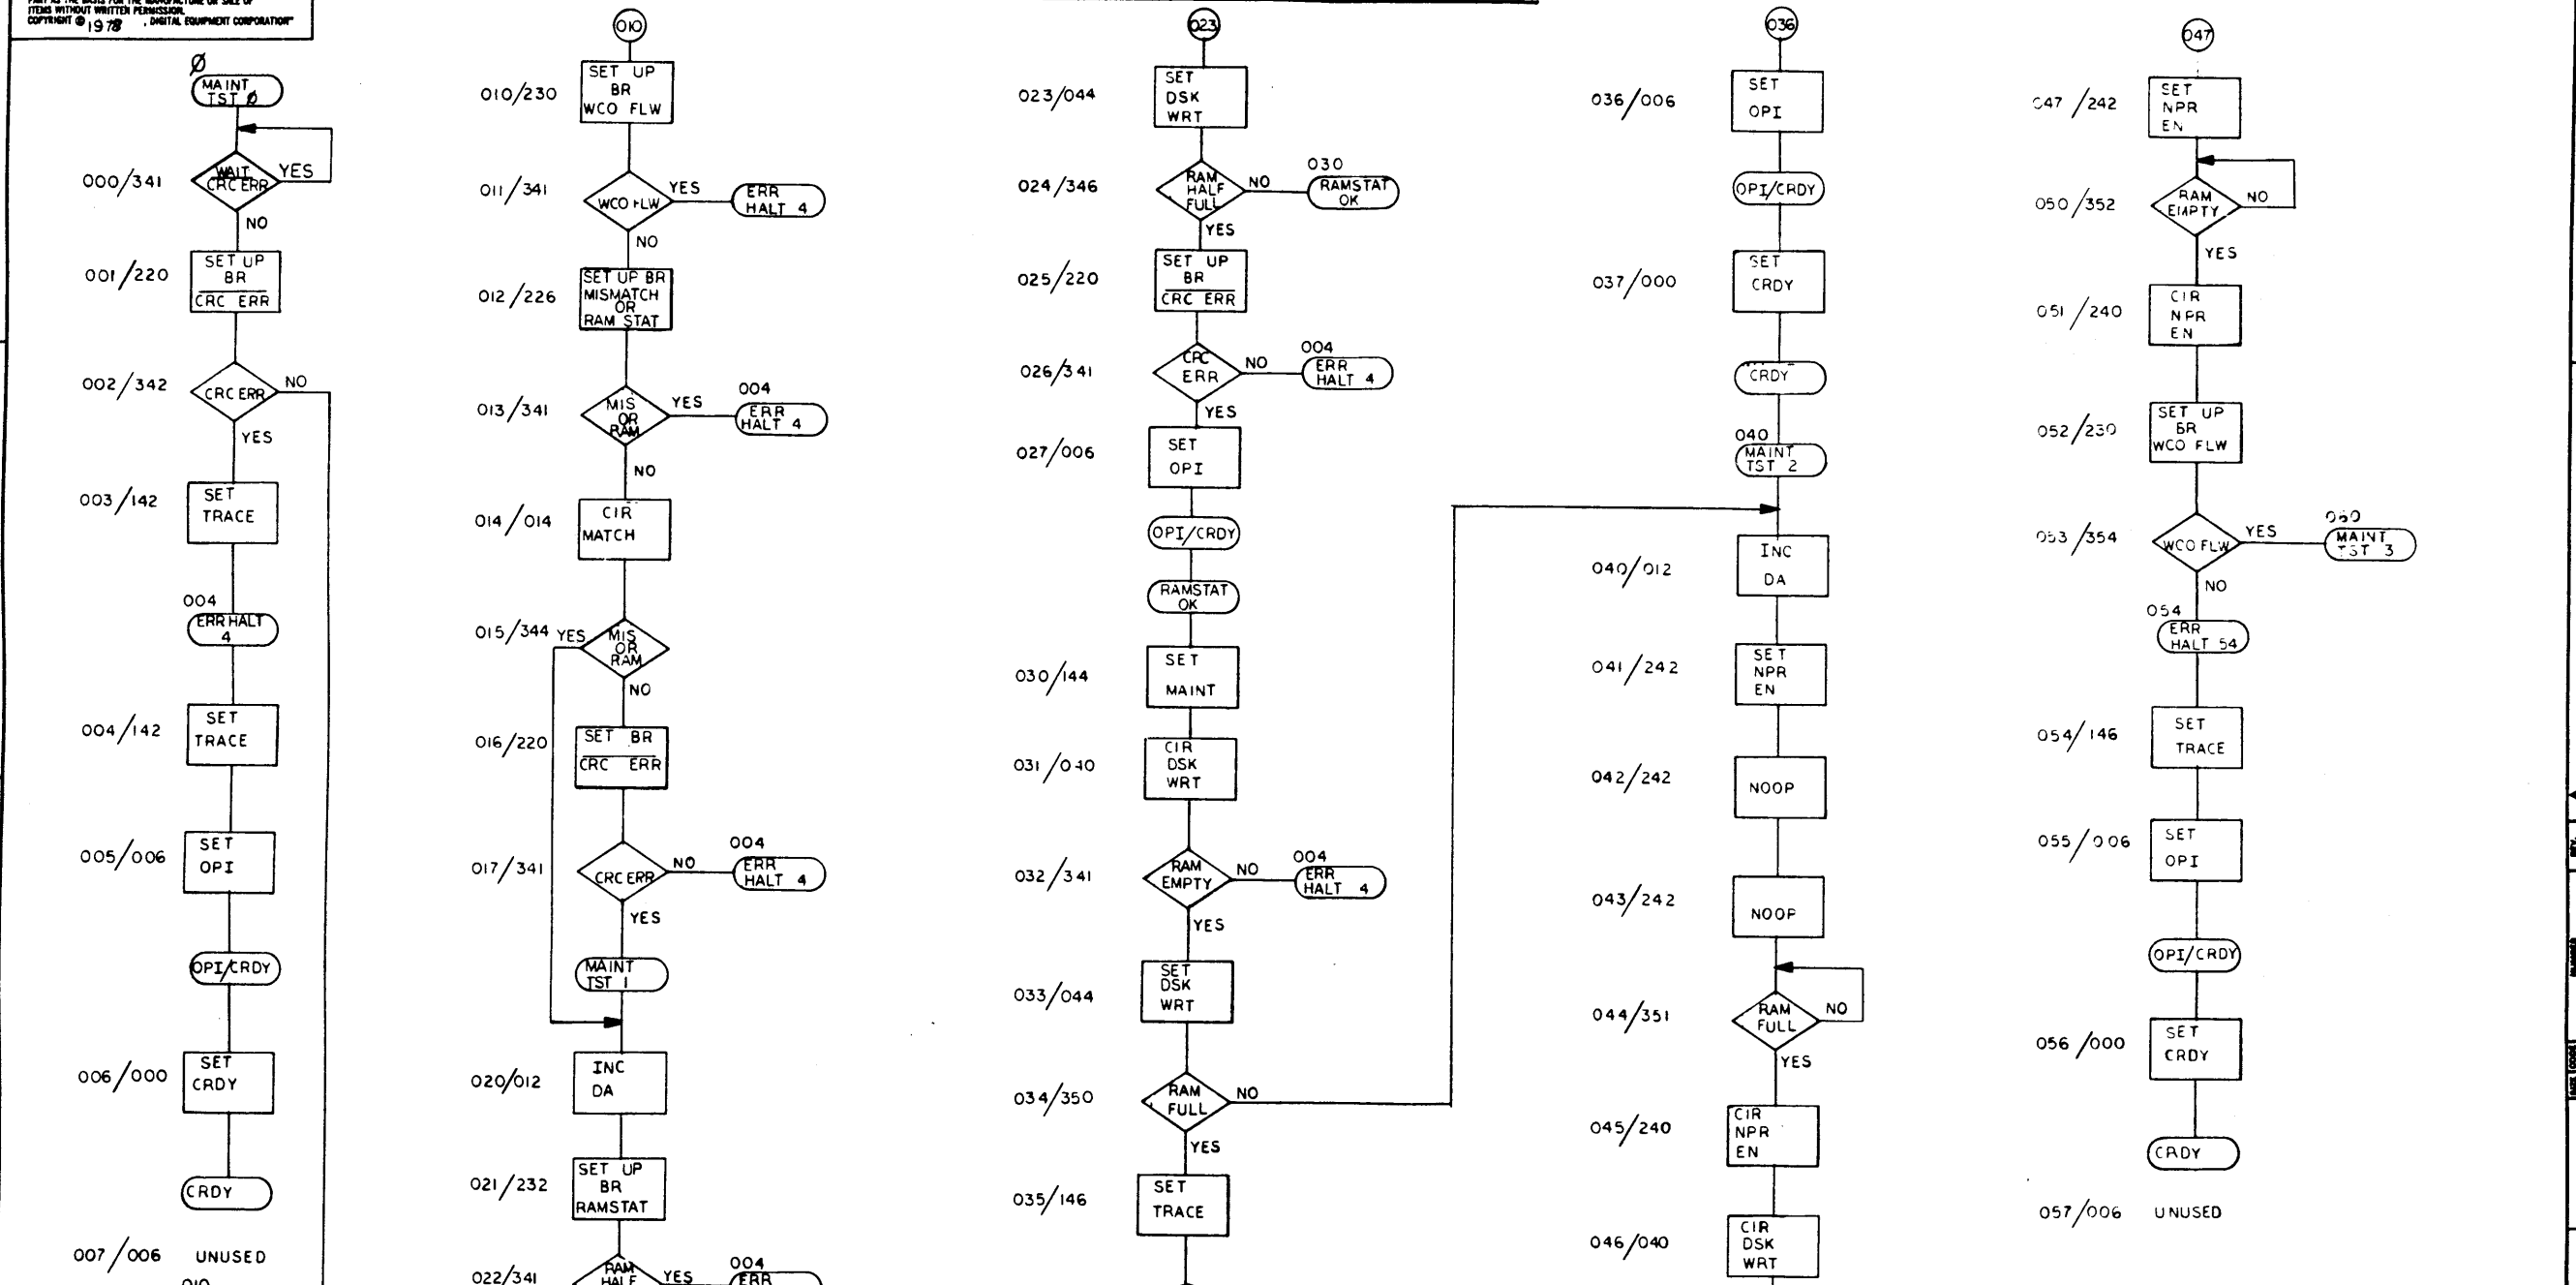 PART AS THE BASIS FOR THE MANUFACTURE OR SALE OF
ITEMS WITHOUT WRITTEN PERMISSION.
COPYRIGHT © 1978 , DIGITAL EQUIPMENT CORPORATION"
Ø
MAINT
TST Ø
000/341
WAIT
CRC ERR
YES
NO
001/220
SET UP
BR
CRC ERR
002/342
CRC ERR
NO
YES
003/142
SET
TRACE
004
ERR HALT
4
004/142
SET
TRACE
005/006
SET
OPI
OPI/CRDY
006/000
SET
CRDY
CRDY
007/006 UNUSED
010
010
010/230
SET UP
BR
WCO FLW
011/341
WCO FLW
YES
ERR
HALT 4
NO
012/226
SET UP BR
MISMATCH
OR
RAM STAT
013/341
MIS
OR
RAM
YES
004
ERR
HALT 4
NO
014/014
CIR
MATCH
015/344
YES
MIS
OR
RAM
NO
016/220
SET BR
CRC ERR
017/341
CRC ERR
NO
004
ERR
HALT 4
YES
MAINT
TST 1
020/012
INC
DA
021/232
SET UP
BR
RAMSTAT
022/341
RAM
HALF
YES
004
ERR
023
023/044
SET
DSK
WRT
024/346
RAM
HALF
FULL
NO
030
RAMSTAT
OK
YES
025/220
SET UP
BR
CRC ERR
026/341
CRC
ERR
NO
004
ERR
HALT 4
YES
027/006
SET
OPI
OPI/CRDY
RAMSTAT
OK
030/144
SET
MAINT
031/040
CIR
DSK
WRT
032/341
RAM
EMPTY
NO
004
ERR
HALT 4
YES
033/044
SET
DSK
WRT
034/350
RAM
FULL
NO
YES
035/146
SET
TRACE
036
036/006
SET
OPI
OPI/CRDY
037/000
SET
CRDY
CRDY
040
MAINT
TST 2
040/012
INC
DA
041/242
SET
NPR
EN
042/242
NOOP
043/242
NOOP
044/351
RAM
FULL
NO
YES
045/240
CIR
NPR
EN
046/040
CIR
DSK
WRT
047
047/242
SET
NPR
EN
050/352
RAM
EMPTY
NO
YES
051/240
CIR
NPR
EN
052/230
SET UP
BR
WCO FLW
053/354
WCO FLW
YES
060
MAINT
TST 3
NO
054
ERR
HALT 54
054/146
SET
TRACE
055/006
SET
OPI
OPI/CRDY
056/000
SET
CRDY
CRDY
057/006 UNUSED